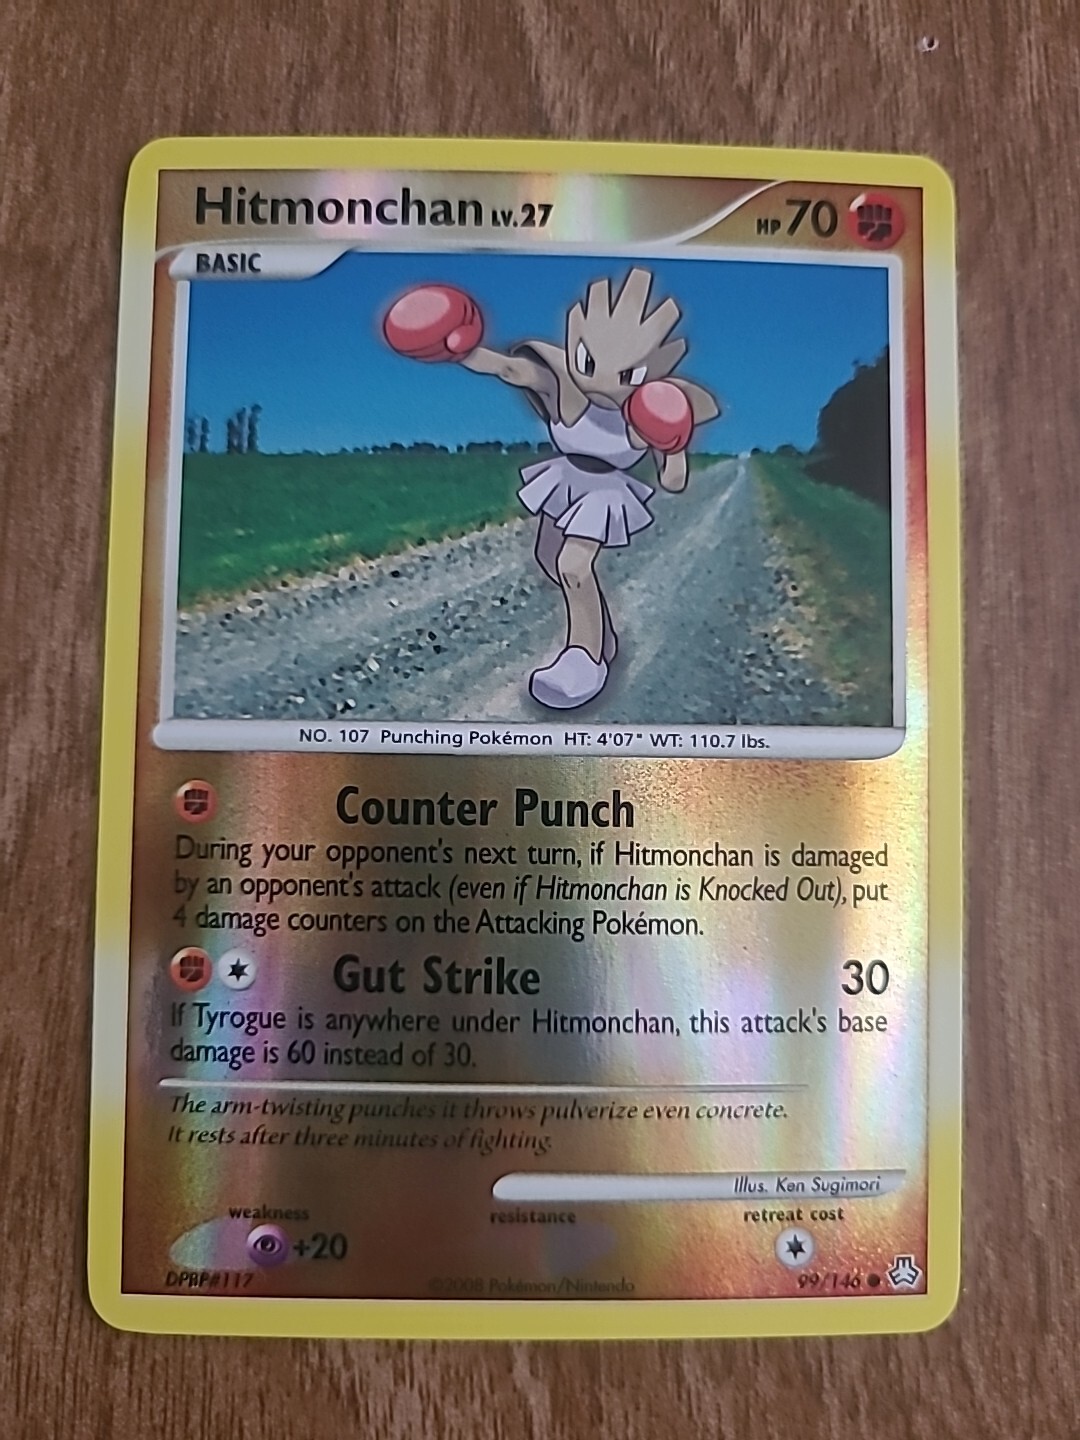 Hitmonchan LV.27 HP 70
BASIC
NO. 107 Punching Pokémon HT: 4'07" WT: 110.7 lbs.
Counter Punch
During your opponent's next turn, if Hitmonchan is damaged
by an opponent's attack (even if Hitmonchan is Knocked Out), put
4 damage counters on the Attacking Pokémon.
Gut Strike 30
If Tyrogue is anywhere under Hitmonchan, this attack's base
damage is 60 instead of 30.
The arm-twisting punches it throws pulverize even concrete.
It rests after three minutes of fighting.
Illus. Ken Sugimori
weakness resistance retreat cost
+20
DPBP#117 ©2008 Pokémon/Nintendo 99/146